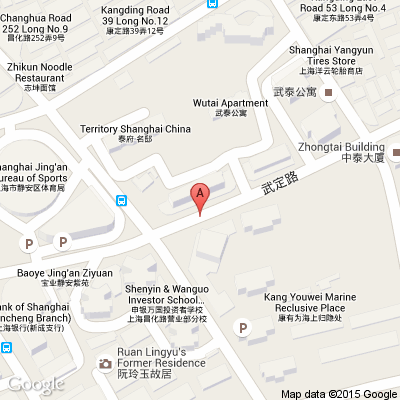 Changhua Road
252 Long No.9
昌化路252弄9号
Kangding Road
39 Long No.12
康定路39弄12号
Road
53 Long No.4
康定东路53弄4号
Zhikun Noodle
Restaurant
志坤面馆
Shanghai Yangyun
Tires Store
上海洋云轮胎商店
武泰公寓
Wutai Apartment
武泰公寓
Territory Shanghai China
泰府·名邸
Zhongtai Building
中泰大厦
Shanghai Jing'an
Bureau of Sports
上海市静安区体育局
A
武定路
P
P
Baoye Jing'an Ziyuan
宝业静安紫苑
Shenyin & Wanguo
Investor School...
申银万国投资者学校
上海昌化路营业部分校
Bank of Shanghai
(Xincheng Branch)
上海银行(新成支行)
Kang Youwei Marine
Reclusive Place
康有为海上归隐处
P
Ruan Lingyu's
Former Residence
阮玲玉故居
Google
Map data ©2015 Google